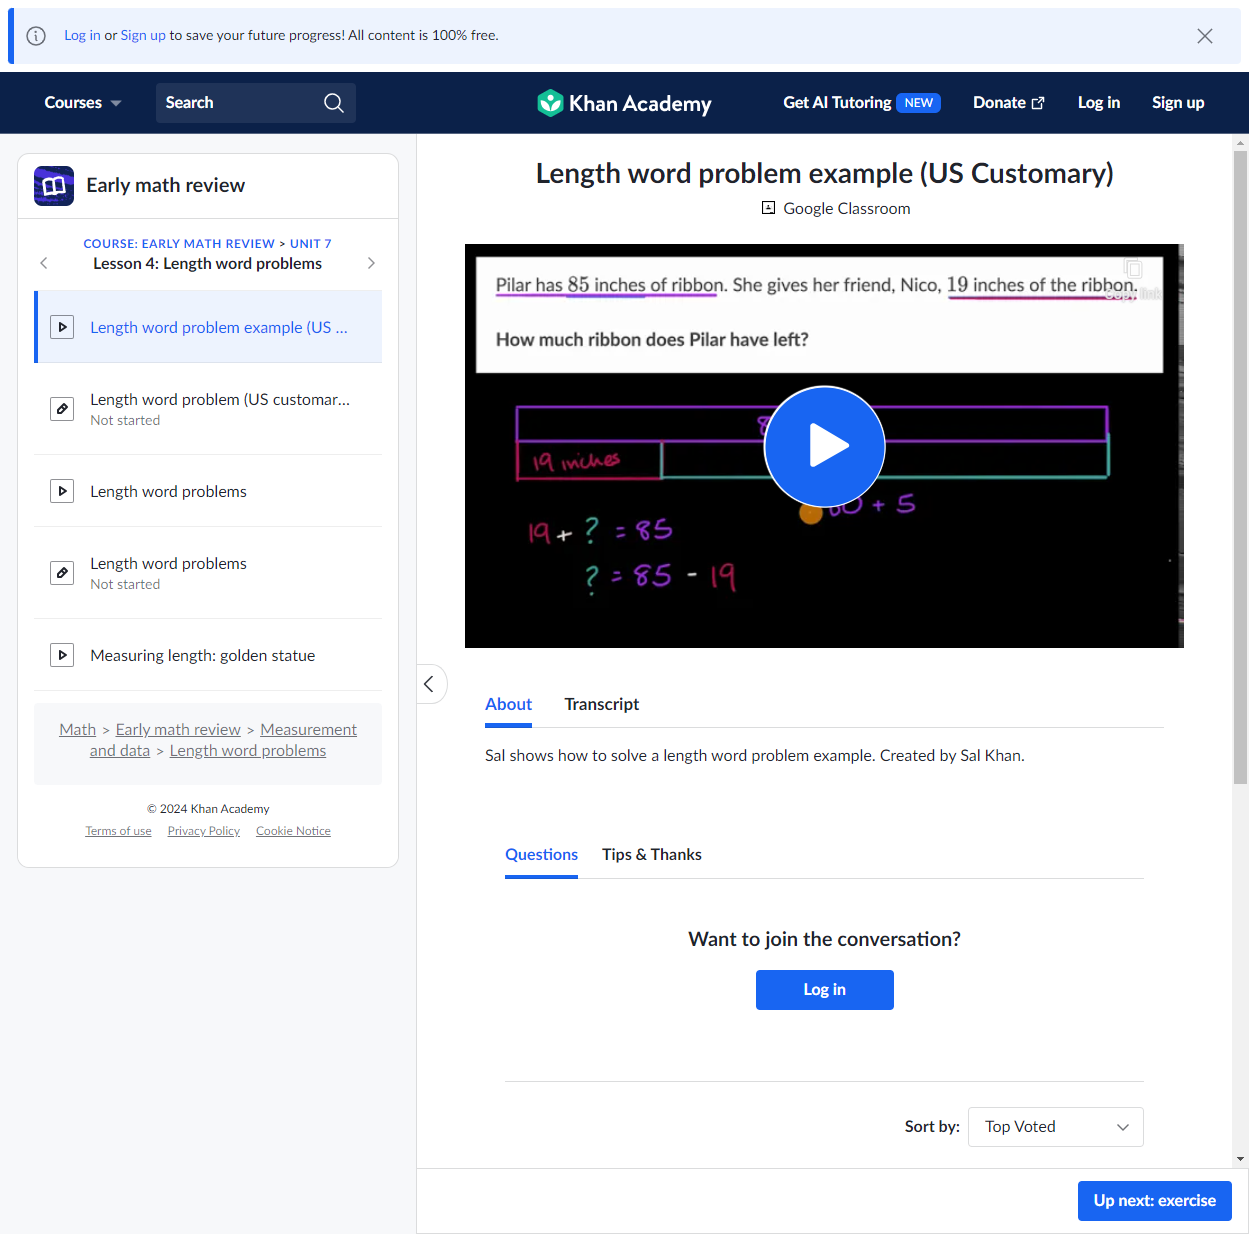 Log in or Sign up to save your future progress! All content is 100% free.
Courses
Search
Khan Academy
Get AI Tutoring NEW
Donate
Log in
Sign up
Early math review
COURSE: EARLY MATH REVIEW > UNIT 7
Lesson 4: Length word problems
Length word problem example (US ...
Length word problem (US customar...
Not started
Length word problems
Length word problems
Not started
Measuring length: golden statue
Math > Early math review > Measurement
and data > Length word problems
© 2024 Khan Academy
Terms of use Privacy Policy Cookie Notice
Length word problem example (US Customary)
Google Classroom
Pilar has 85 inches of ribbon. She gives her friend, Nico, 19 inches of the ribbon.
Copy link
How much ribbon does Pilar have left?
19 inches
19 + ? = 85
? = 85 - 19
+ 5
About
Transcript
Sal shows how to solve a length word problem example. Created by Sal Khan.
Questions
Tips & Thanks
Want to join the conversation?
Log in
Sort by: Top Voted
Up next: exercise